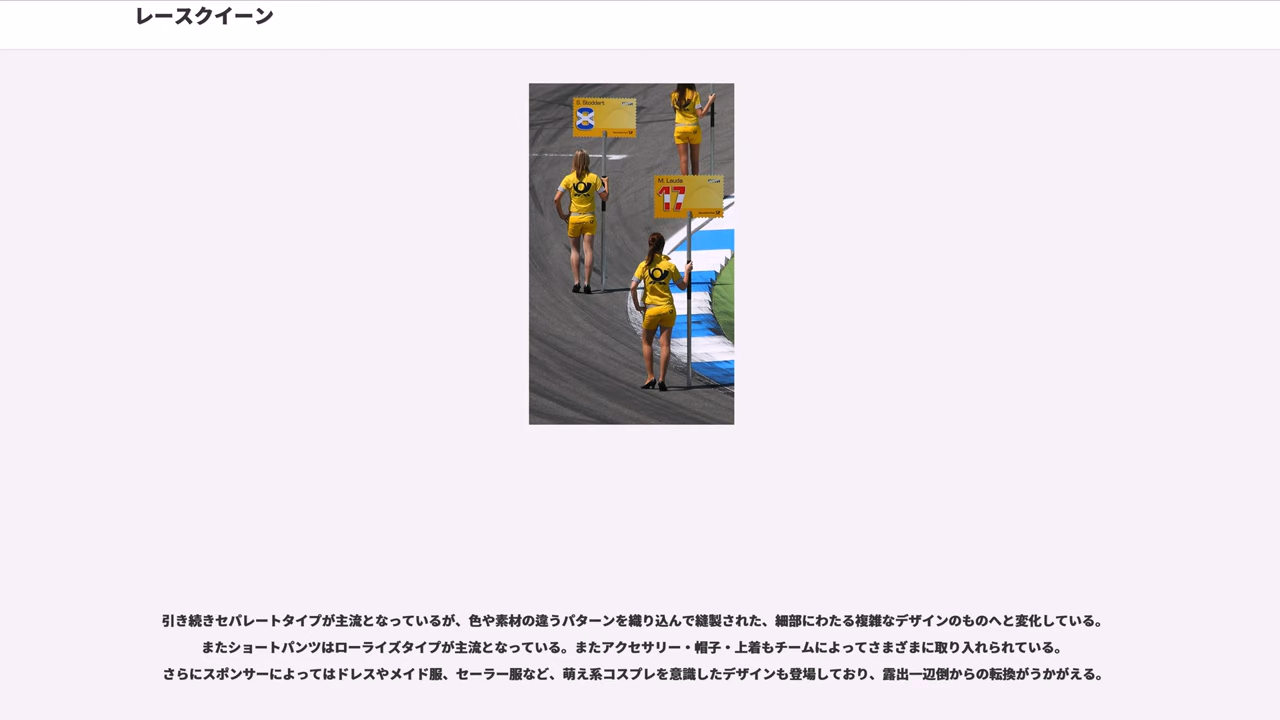 レースクイーン
S. Stoddart
8
M. Lauda
17
引き続きセパレートタイプが主流となっているが、色や素材の違うパターンを織り込んで縫製された、細部にわたる複雑なデザインのものへと変化している。
またショートパンツはローライズタイプが主流となっている。またアクセサリー・帽子・上着もチームによってさまざまに取り入れられている。
さらにスポンサーによってはドレスやメイド服、セーラー服など、萌え系コスプレを意識したデザインも登場しており、露出一辺倒からの転換がうかがえる。